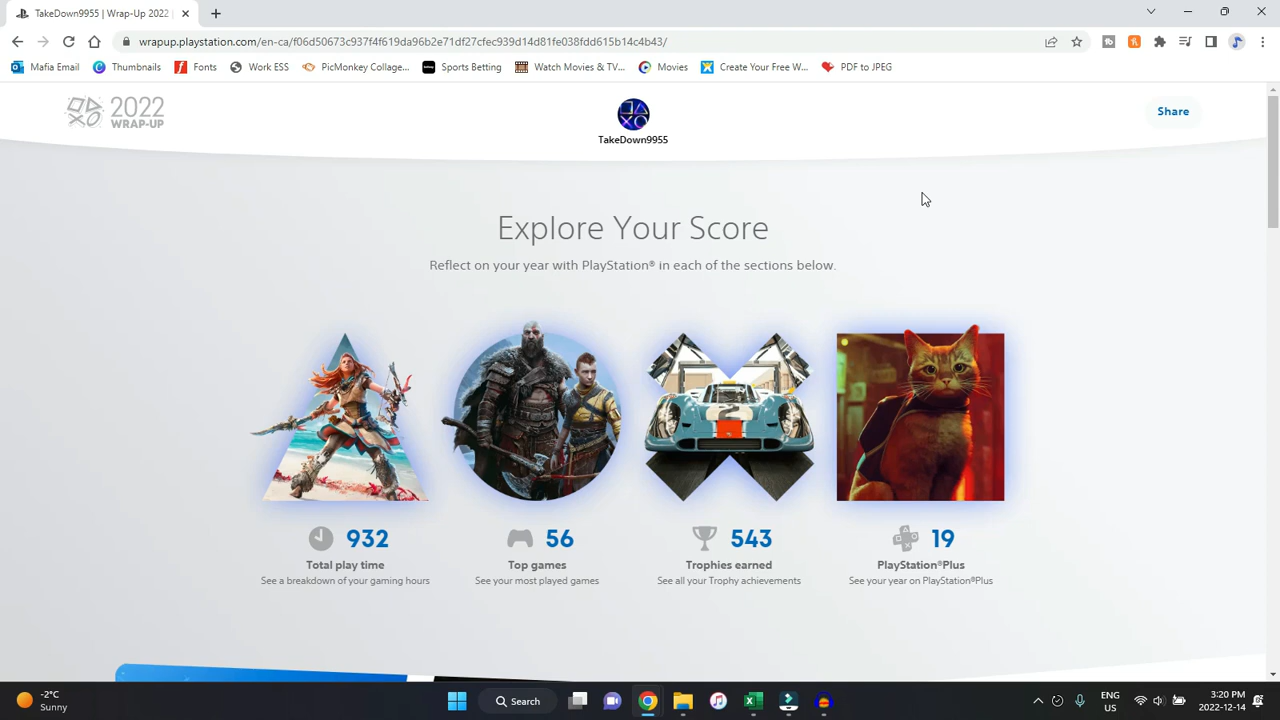 TakeDown9955 | Wrap-Up 2022
wrapup.playstation.com/en-ca/f06d50673c937f4f619da96b2e71df27cfec939d14d81fe038fdd615b14c4b43/
Mafia Email
Thumbnails
Fonts
Work ESS
PicMonkey Collage...
Sports Betting
Watch Movies & TV...
Movies
Create Your Free W...
PDF to JPEG
2022
WRAP-UP
TakeDown9955
Share
Explore Your Score
Reflect on your year with PlayStation® in each of the sections below.
2
932
56
543
19
Total play time
Top games
Trophies earned
PlayStation®Plus
See a breakdown of your gaming hours
See your most played games
See all your Trophy achievements
See your year on PlayStation®Plus
-2°C
Sunny
Search
ENG
US
3:20 PM
2022-12-14